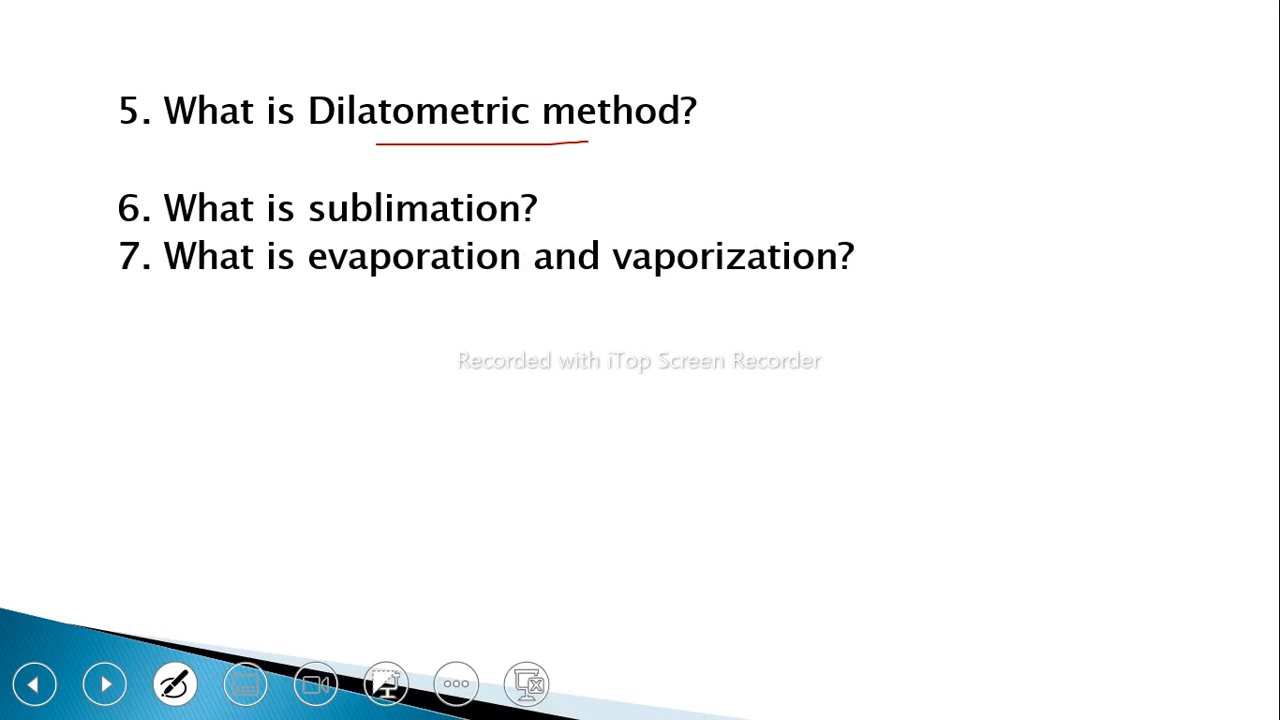 5. What is Dilatometric method?
6. What is sublimation?
7. What is evaporation and vaporization?
Recorded with iTop Screen Recorder